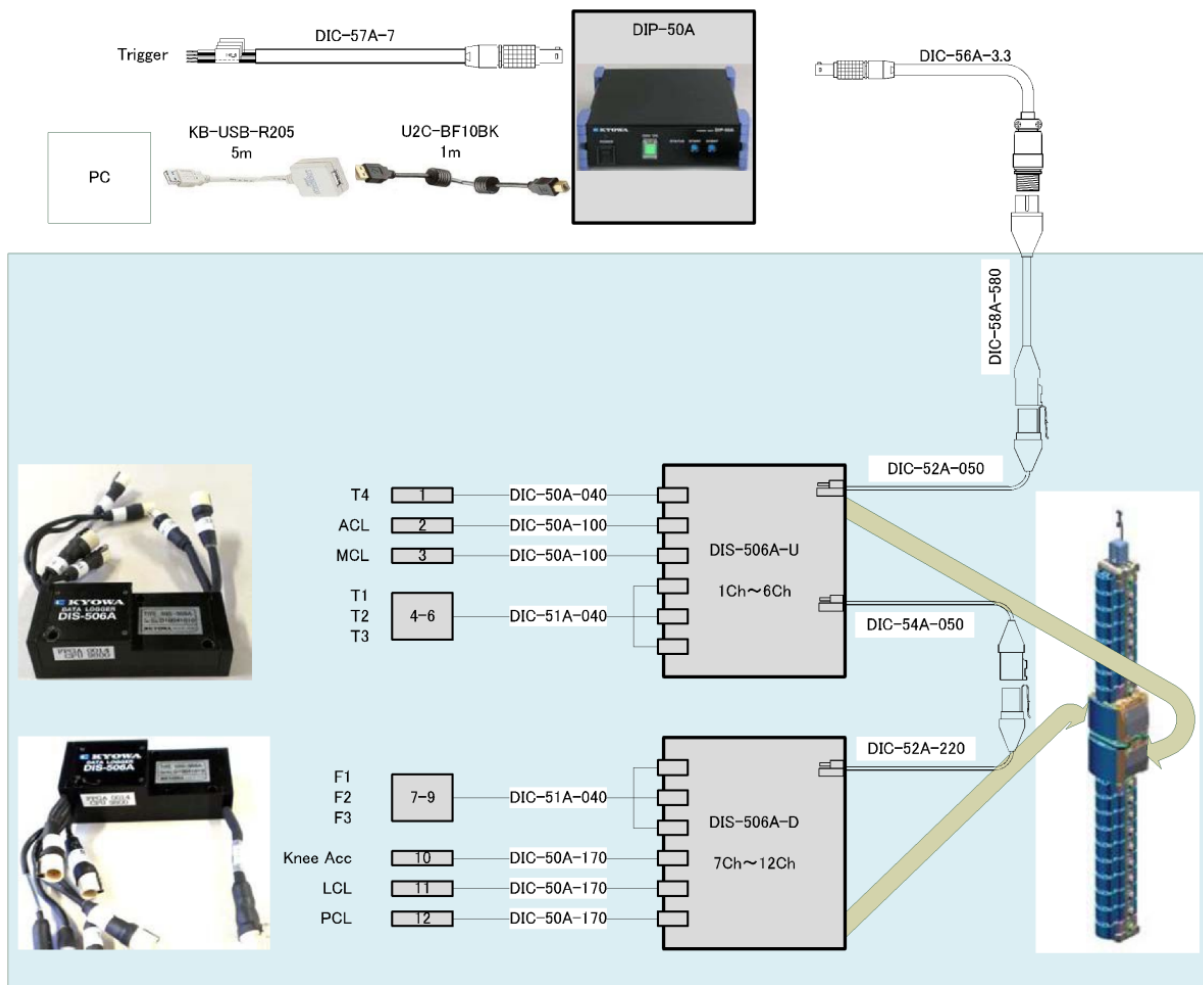 DIC-57A-7
DIP-50A
Trigger
DIC-56A-3.3
KB-USB-R205
5m
U2C-BF10BK
1m
PC
KYOWA
DIC-58A-580
DIC-52A-050
T4
1
DIC-50A-040
ACL
2
DIC-50A-100
MCL
3
DIC-50A-100
T1
T2
T3
4-6
DIC-51A-040
DIS-506A-U
1Ch～6Ch
DIC-54A-050
KYOWA
DATA LOGGER
DIS-506A
FPGA 0014
DIC-52A-220
F1
F2
F3
7-9
DIC-51A-040
DIS-506A-D
7Ch～12Ch
Knee Acc
10
DIC-50A-170
LCL
11
DIC-50A-170
PCL
12
DIC-50A-170
KYOWA
DATA LOGGER
DIS-506A
FPGA 0014